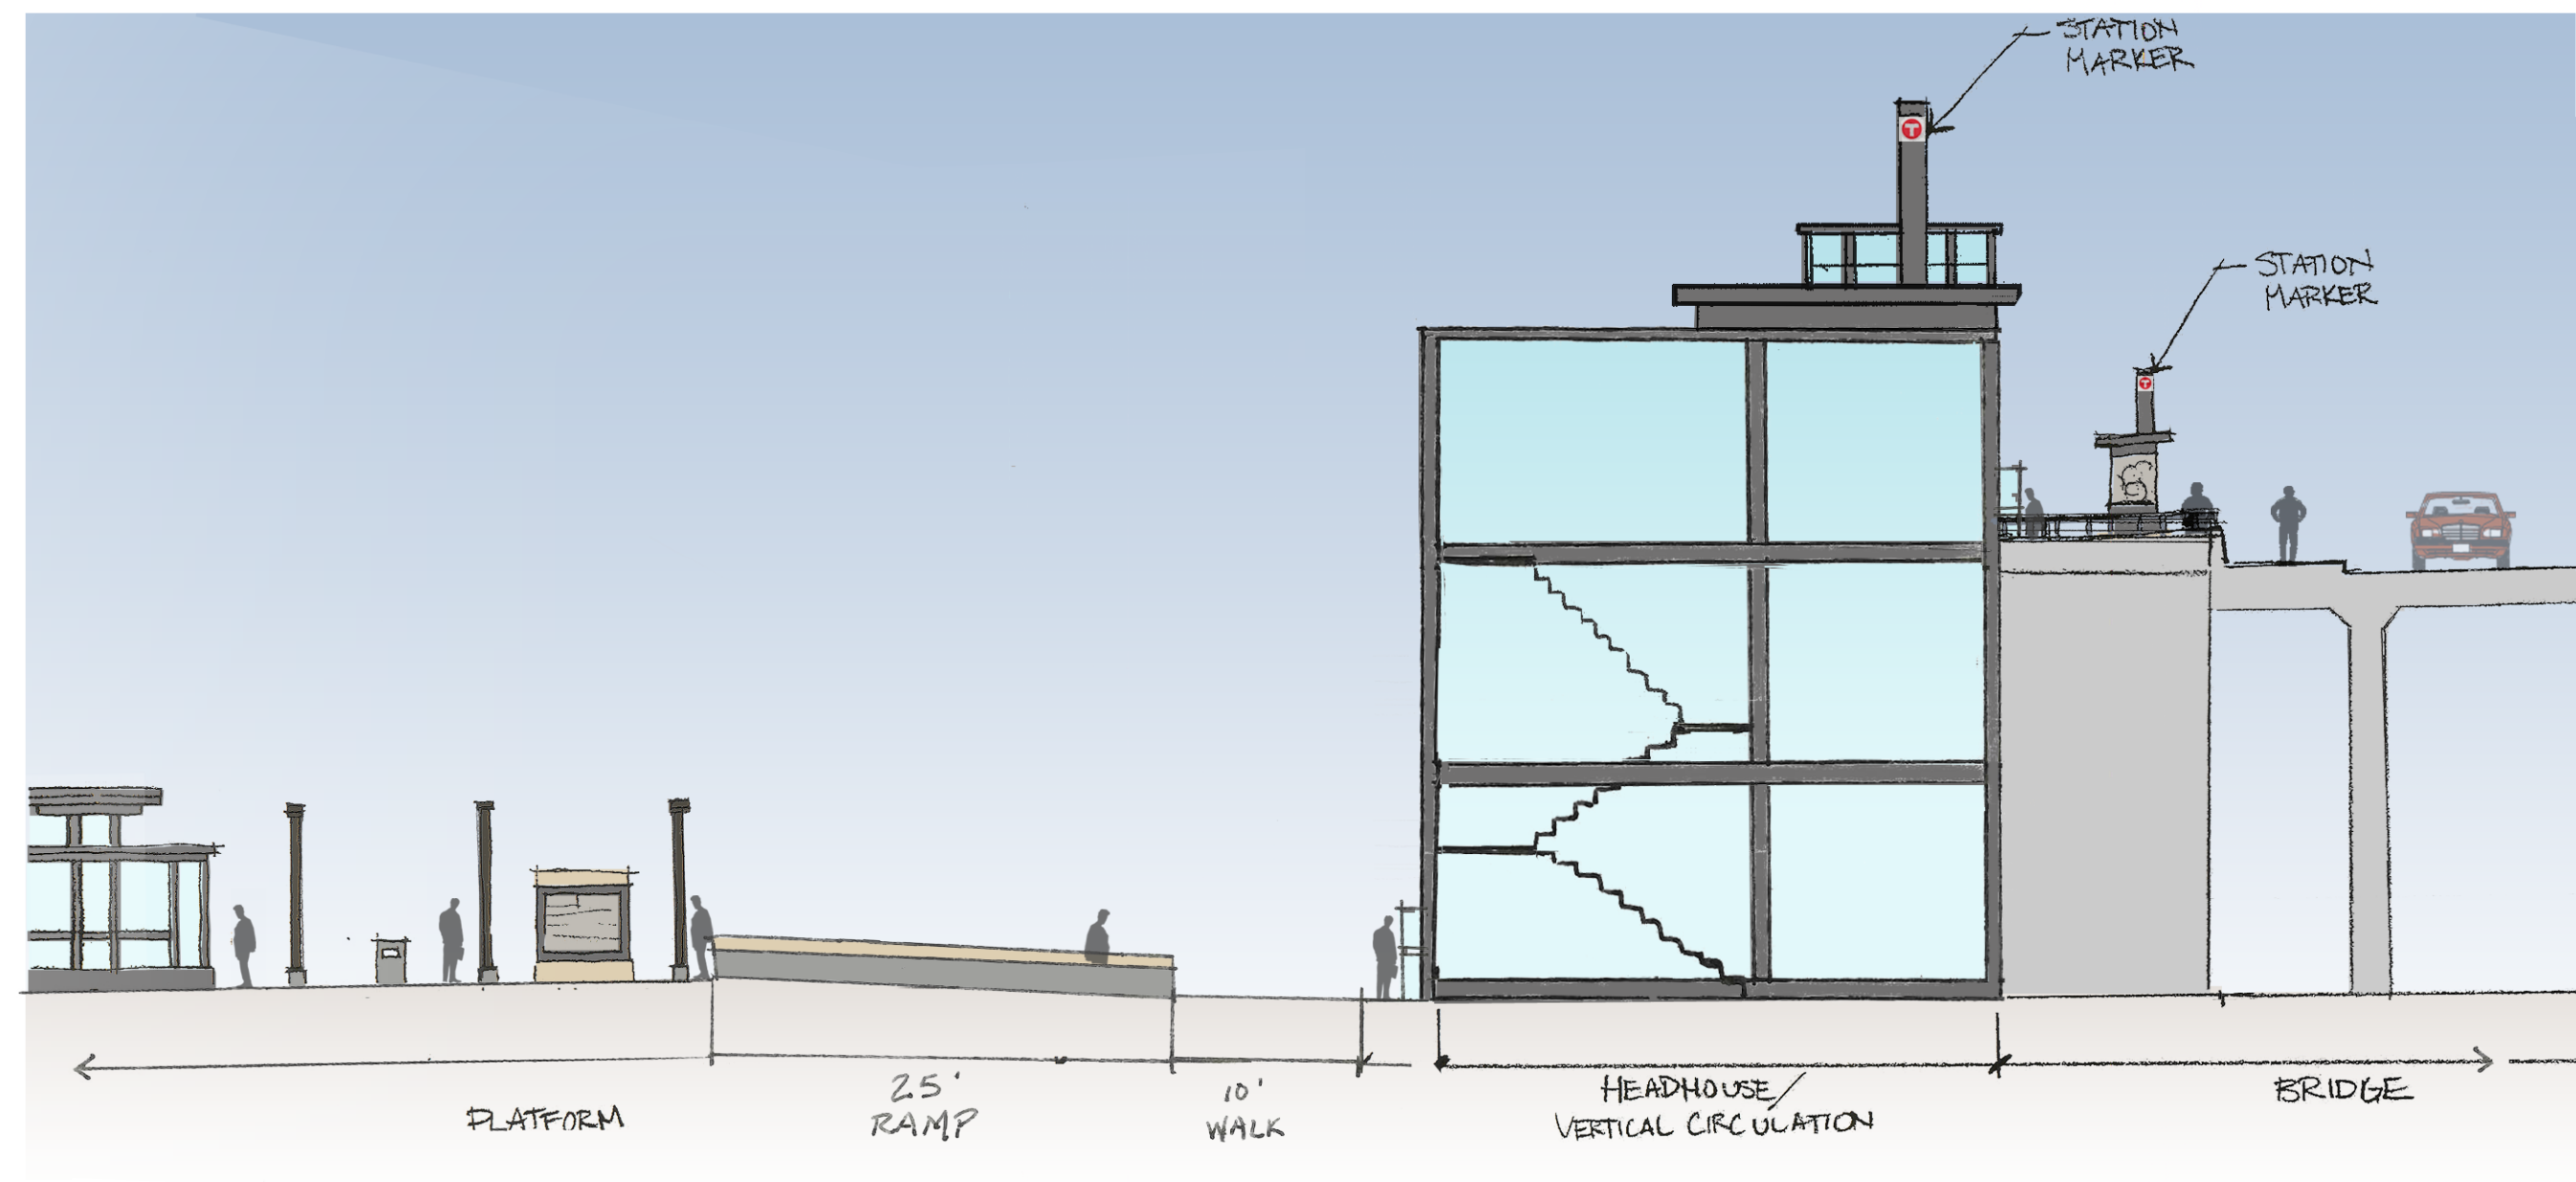 STATION
MARKER
STATION
MARKER
T
T
PLATFORM
25'
RAMP
10'
WALK
HEADHOUSE/
VERTICAL CIRCULATION
BRIDGE